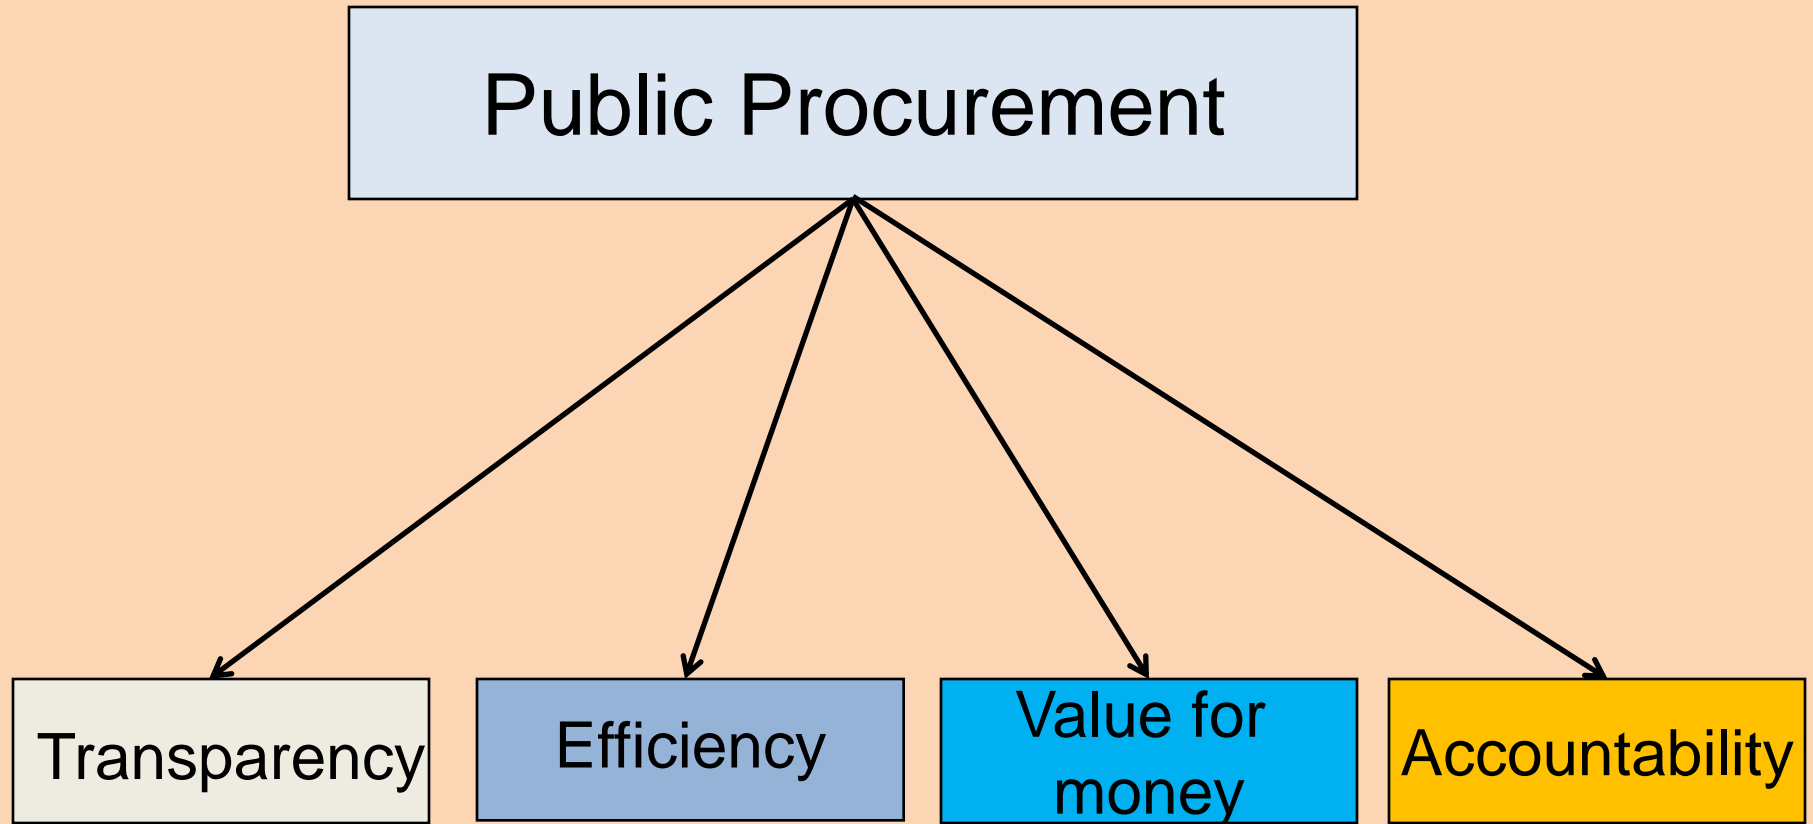 Public Procurement
Transparency
Efficiency
Value for
money
Accountability